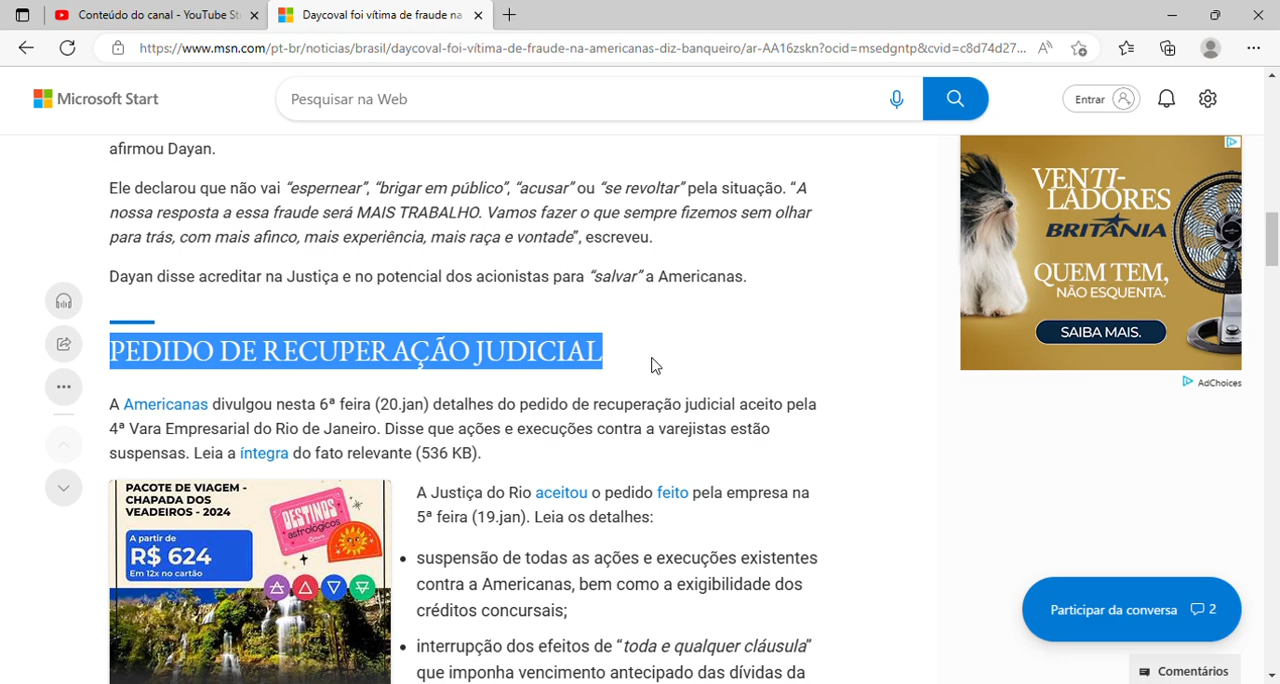 Conteúdo do canal - YouTube St
Daycoval foi vítima de fraude na
https://www.msn.com/pt-br/noticias/brasil/daycoval-foi-vítima-de-fraude-na-americanas-diz-banqueiro/ar-AA16zskn?ocid=msedgntp&cvid=c8d74d27...
Microsoft Start
Pesquisar na Web
Entrar
afirmou Dayan.
Ele declarou que não vai “espernear”, “brigar em público”, “acusar” ou “se revoltar” pela situação. “A
nossa resposta a essa fraude será MAIS TRABALHO. Vamos fazer o que sempre fizemos sem olhar
para trás, com mais afinco, mais experiência, mais raça e vontade”, escreveu.
Dayan disse acreditar na Justiça e no potencial dos acionistas para “salvar” a Americanas.
PEDIDO DE RECUPERAÇÃO JUDICIAL
A Americanas divulgou nesta 6ª feira (20.jan) detalhes do pedido de recuperação judicial aceito pela
4ª Vara Empresarial do Rio de Janeiro. Disse que ações e execuções contra a varejistas estão
suspensas. Leia a íntegra do fato relevante (536 KB).
PACOTE DE VIAGEM -
CHAPADA DOS
VEADEIROS - 2024
A partir de
R$ 624
Em 12x no cartão
DESTINOS
astrológicos
A Justiça do Rio aceitou o pedido feito pela empresa na
5ª feira (19.jan). Leia os detalhes:
• suspensão de todas as ações e execuções existentes
contra a Americanas, bem como a exigibilidade dos
créditos concursais;
• interrupção dos efeitos de “toda e qualquer cláusula”
que imponha vencimento antecipado das dívidas da
VENTI-
LADORES
BRITÂNIA
QUEM TEM,
NÃO ESQUENTA.
SAIBA MAIS.
AdChoices
Participar da conversa 2
Comentários